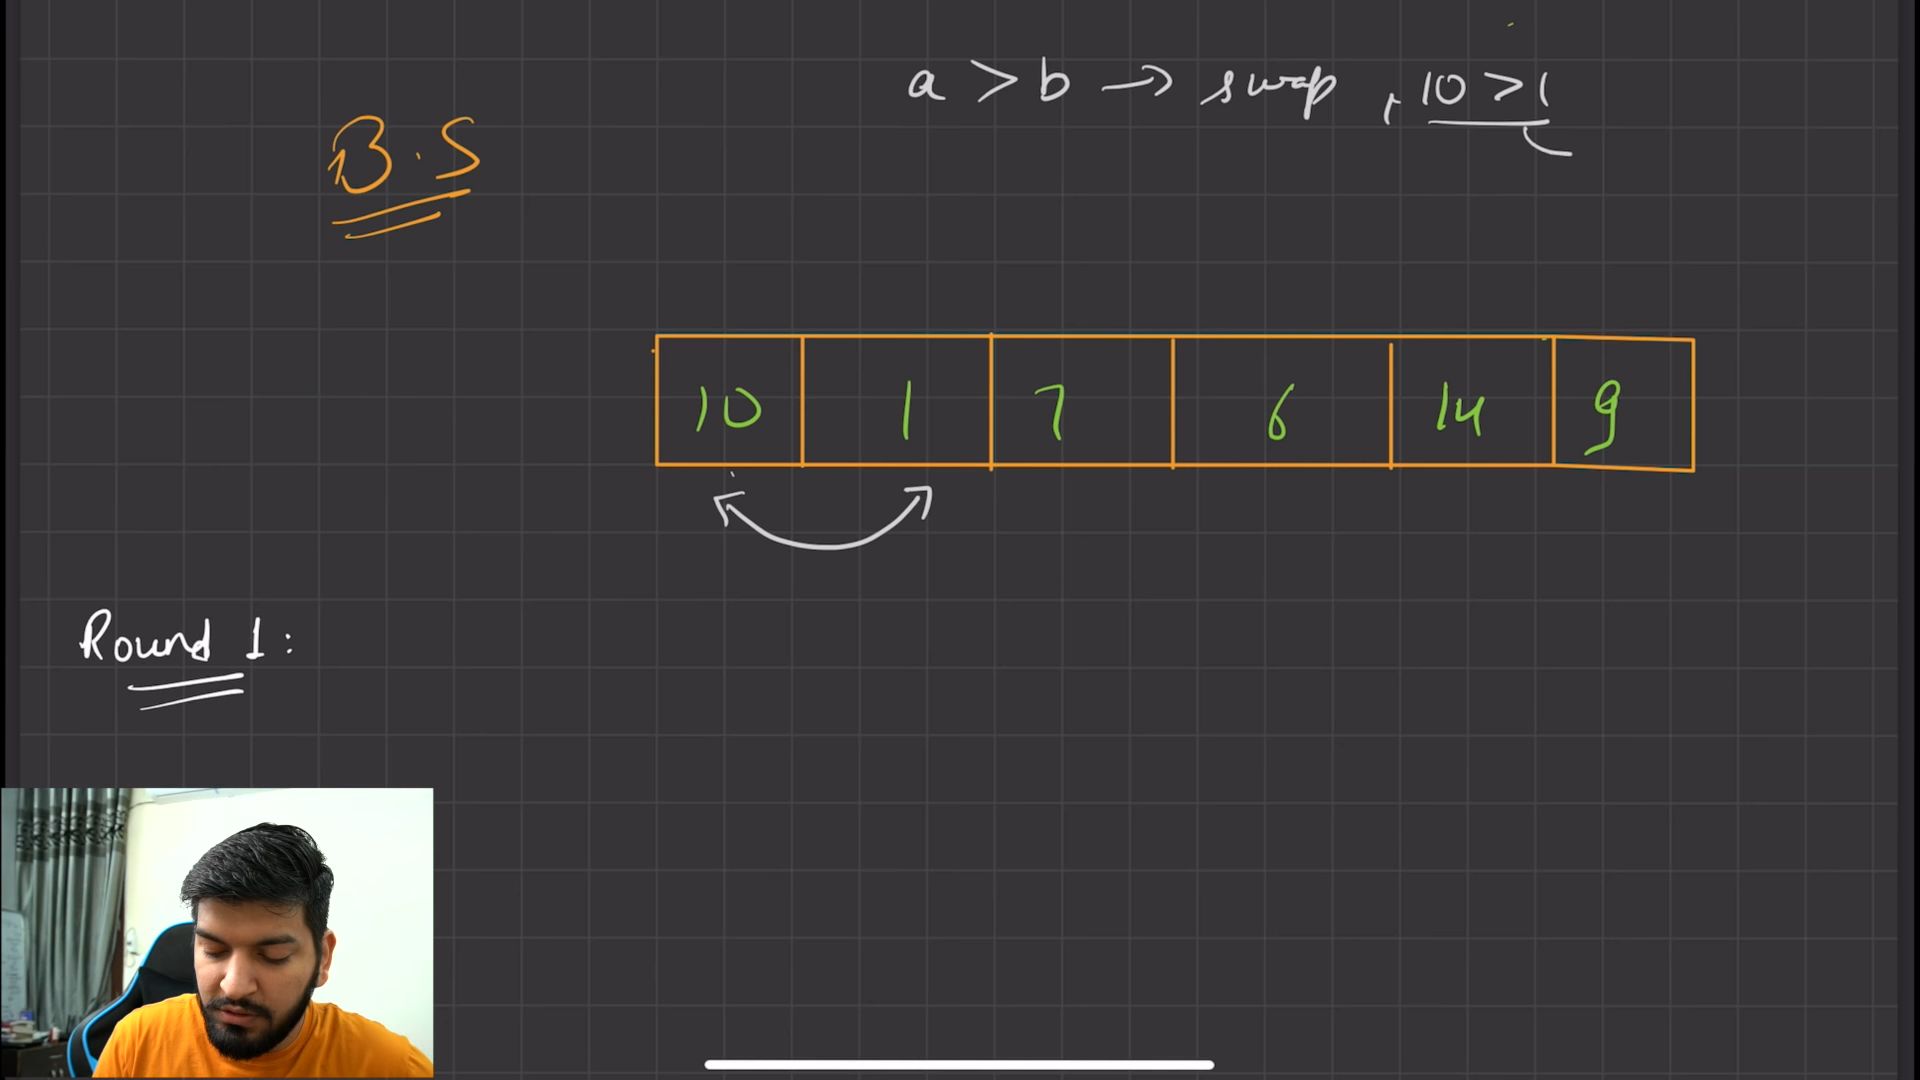 a > b → swap , 10 > 1
B.S
10 1 7 6 14 9
Round 1: